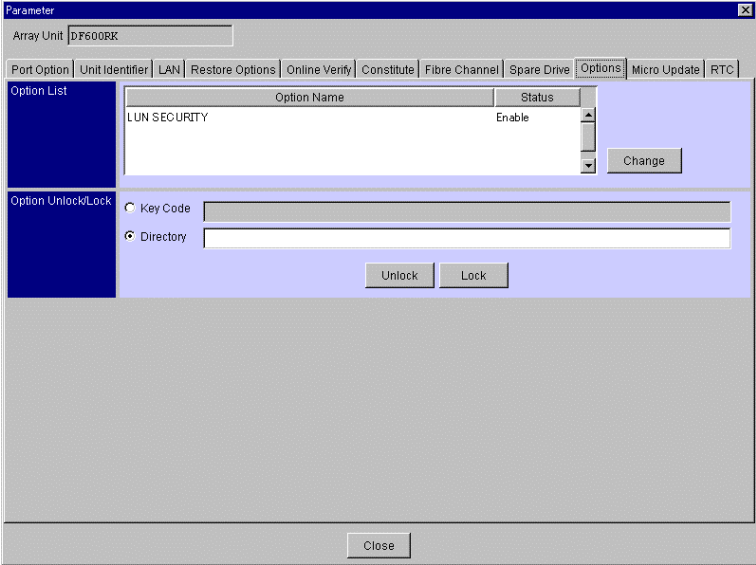 Parameter
Array Unit DF600RK
Port Option Unit Identifier LAN Restore Options Online Verify Constitute Fibre Channel Spare Drive Options Micro Update RTC
Option List
Option Name Status
LUN SECURITY Enable
Change
Option Unlock/Lock
Key Code
Directory
Unlock Lock
Close